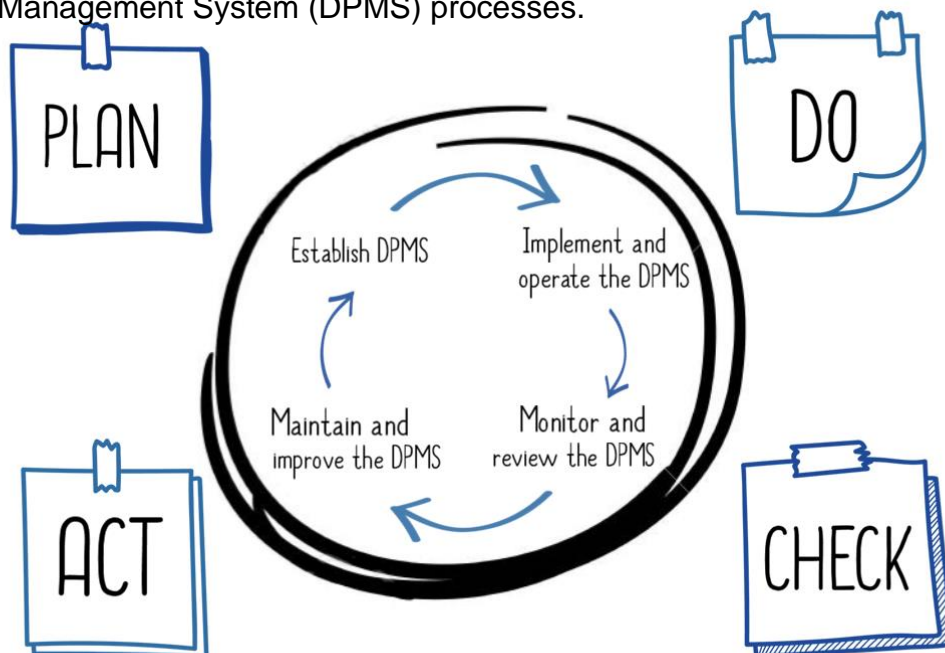 Management System (DPMS) processes.
PLAN
DO
Establish DPMS
Implement and
operate the DPMS
Maintain and
improve the DPMS
Monitor and
review the DPMS
ACT
CHECK